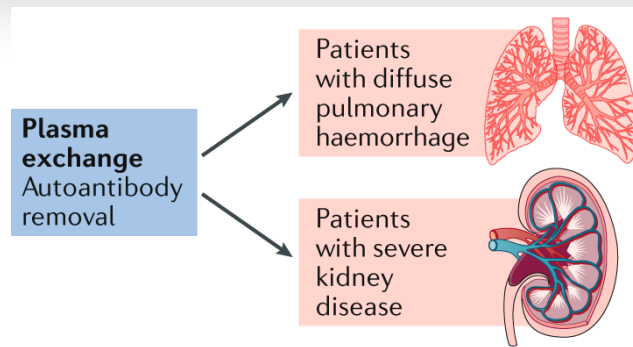 Plasma
exchange
Autoantibody
removal
Patients
with diffuse
pulmonary
haemorrhage
Patients
with severe
kidney
disease